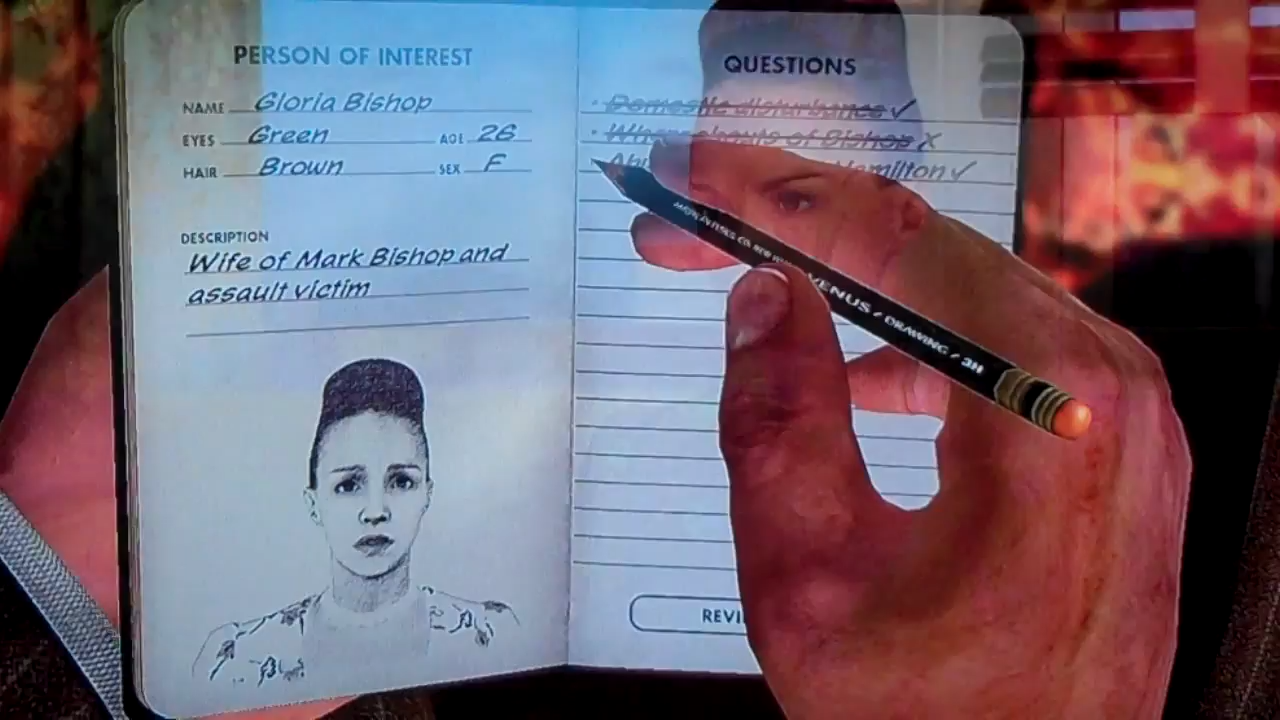 PERSON OF INTEREST
NAME Gloria Bishop
EYES Green AGE 26
HAIR Brown SEX F
DESCRIPTION
Wife of Mark Bishop and
assault victim
QUESTIONS
• Domestic disturbance ✓
• Whereabouts of Bishop X
Hamilton ✓
VENUS / DRAWING / 2H